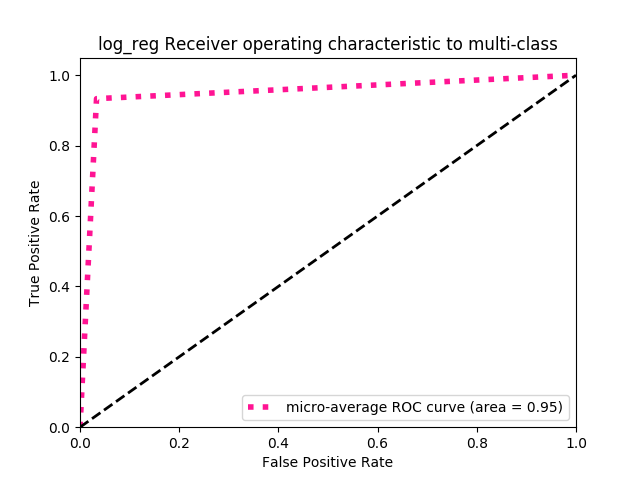 log_reg Receiver operating characteristic to multi-class
True Positive Rate
1.0
0.8
0.6
0.4
0.2
0.0
micro-average ROC curve (area = 0.95)
0.0 0.2 0.4 0.6 0.8 1.0
False Positive Rate